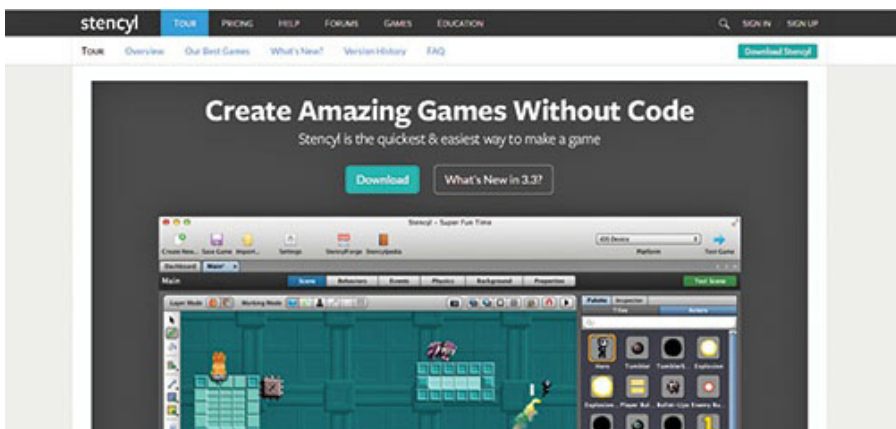 stencyl TOUR PRICING HELP FORUMS GAMES EDUCATION SIGN IN SIGN UP
TOUR Overview Our Best Games What's New? Version History FAQ Download Stencyl
Create Amazing Games Without Code
Stencyl is the quickest & easiest way to make a game
Download What's New in 3.3?
Stencyl - Super Fun Time
Create New... Save Game Import... Settings StencylForge Stencylpedia iOS Device Platform Test Game
Dashboard Main*
Main Scene Behaviors Events Physics Background Properties Test Scene
Layer Mode Working Mode Palette Inspector
Tiles Actors
Hero Tumbler Explosion
Explosion Player Bul...